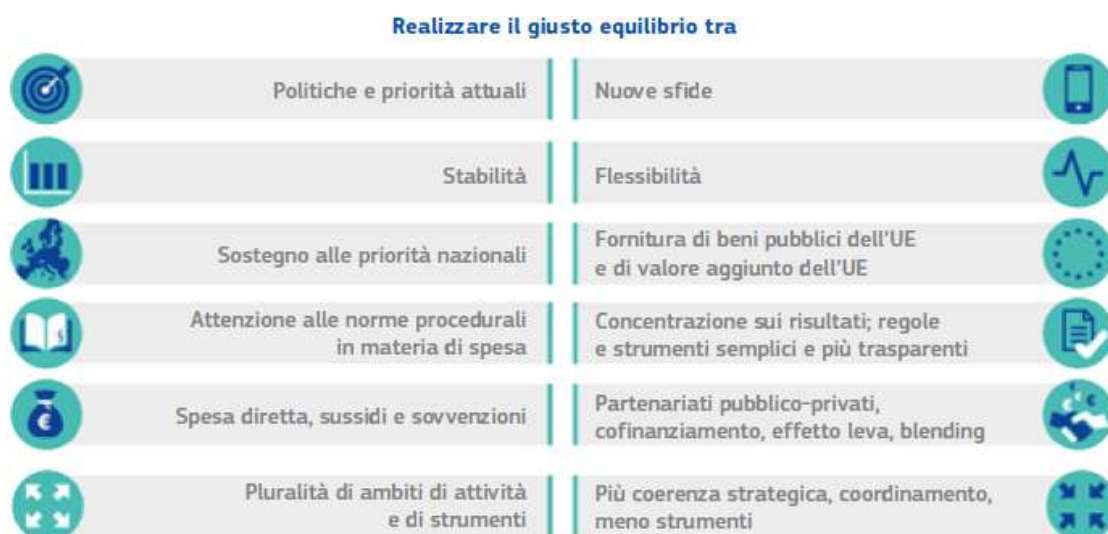 Realizzare il giusto equilibrio tra
Politiche e priorità attuali
Nuove sfide
Stabilità
Flessibilità
Sostegno alle priorità nazionali
Fornitura di beni pubblici dell'UE
e di valore aggiunto dell'UE
Attenzione alle norme procedurali
in materia di spesa
Concentrazione sui risultati; regole
e strumenti semplici e più trasparenti
Spesa diretta, sussidi e sovvenzioni
Partenariati pubblico-privati,
cofinanziamento, effetto leva, blending
Pluralità di ambiti di attività
e di strumenti
Più coerenza strategica, coordinamento,
meno strumenti